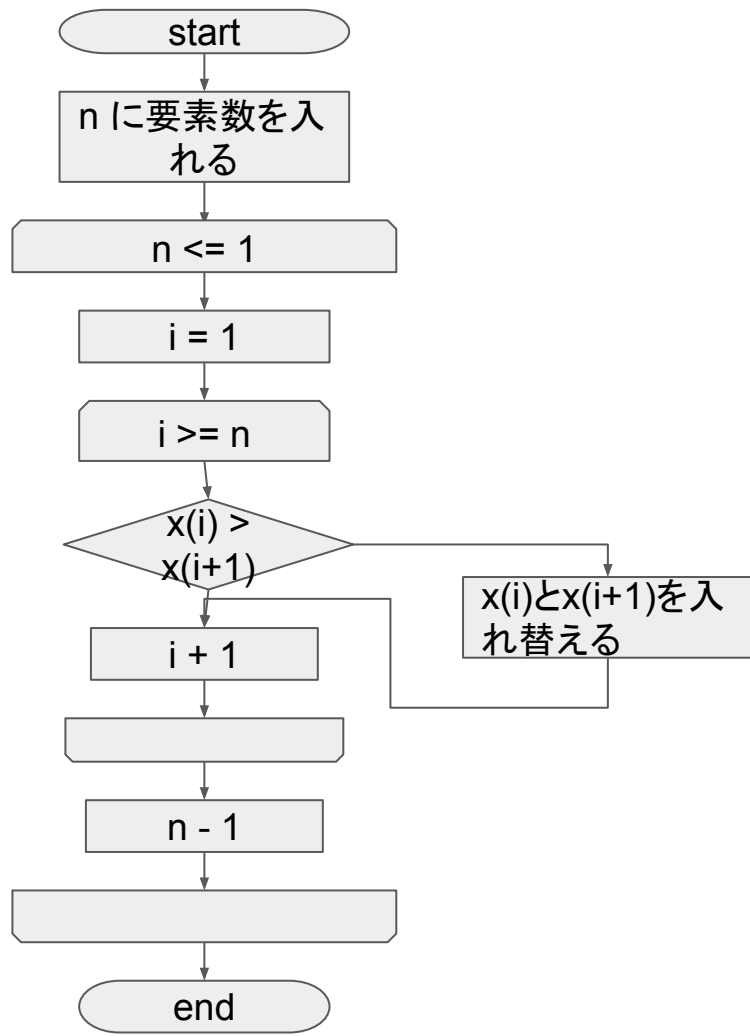 start
n に要素数を入
れる
n <= 1
i = 1
i >= n
x(i) >
x(i+1)
x(i)とx(i+1)を入
れ替える
i + 1
n - 1
end